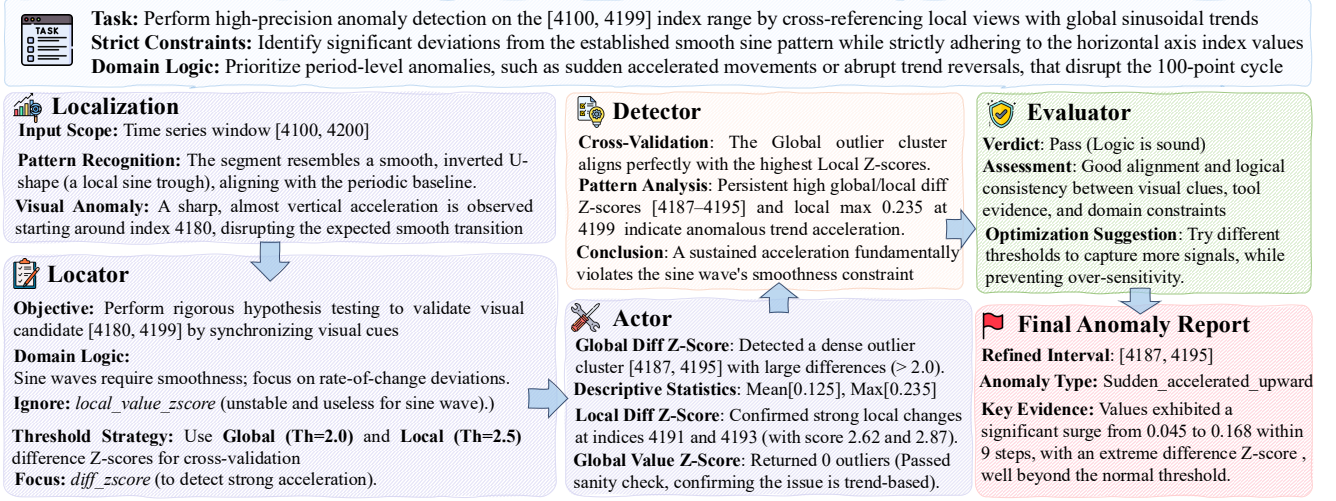 TASK
Task: Perform high-precision anomaly detection on the [4100, 4199] index range by cross-referencing local views with global sinusoidal trends
Strict Constraints: Identify significant deviations from the established smooth sine pattern while strictly adhering to the horizontal axis index values
Domain Logic: Prioritize period-level anomalies, such as sudden accelerated movements or abrupt trend reversals, that disrupt the 100-point cycle
Localization
Input Scope: Time series window [4100, 4200]
Pattern Recognition: The segment resembles a smooth, inverted U-
shape (a local sine trough), aligning with the periodic baseline.
Visual Anomaly: A sharp, almost vertical acceleration is observed
starting around index 4180, disrupting the expected smooth transition
Locator
Objective: Perform rigorous hypothesis testing to validate visual
candidate [4180, 4199] by synchronizing visual cues
Domain Logic:
Sine waves require smoothness; focus on rate-of-change deviations.
Ignore: local_value_zscore (unstable and useless for sine wave).)
Threshold Strategy: Use Global (Th=2.0) and Local (Th=2.5)
difference Z-scores for cross-validation
Focus: diff_zscore (to detect strong acceleration).
Detector
Cross-Validation: The Global outlier cluster
aligns perfectly with the highest Local Z-scores.
Pattern Analysis: Persistent high global/local diff
Z-scores [4187–4195] and local max 0.235 at
4199 indicate anomalous trend acceleration.
Conclusion: A sustained acceleration fundamentally
violates the sine wave's smoothness constraint
Actor
Global Diff Z-Score: Detected a dense outlier
cluster [4187, 4195] with large differences (> 2.0).
Descriptive Statistics: Mean[0.125], Max[0.235]
Local Diff Z-Score: Confirmed strong local changes
at indices 4191 and 4193 (with score 2.62 and 2.87).
Global Value Z-Score: Returned 0 outliers (Passed
sanity check, confirming the issue is trend-based).
Evaluator
Verdict: Pass (Logic is sound)
Assessment: Good alignment and logical
consistency between visual clues, tool
evidence, and domain constraints
Optimization Suggestion: Try different
thresholds to capture more signals, while
preventing over-sensitivity.
Final Anomaly Report
Refined Interval: [4187, 4195]
Anomaly Type: Sudden_accelerated_upward
Key Evidence: Values exhibited a
significant surge from 0.045 to 0.168 within
9 steps, with an extreme difference Z-score ,
well beyond the normal threshold.